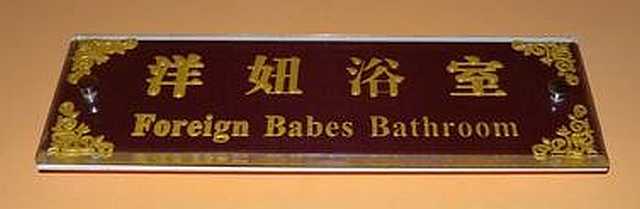 洋妞浴室
Foreign Babes Bathroom